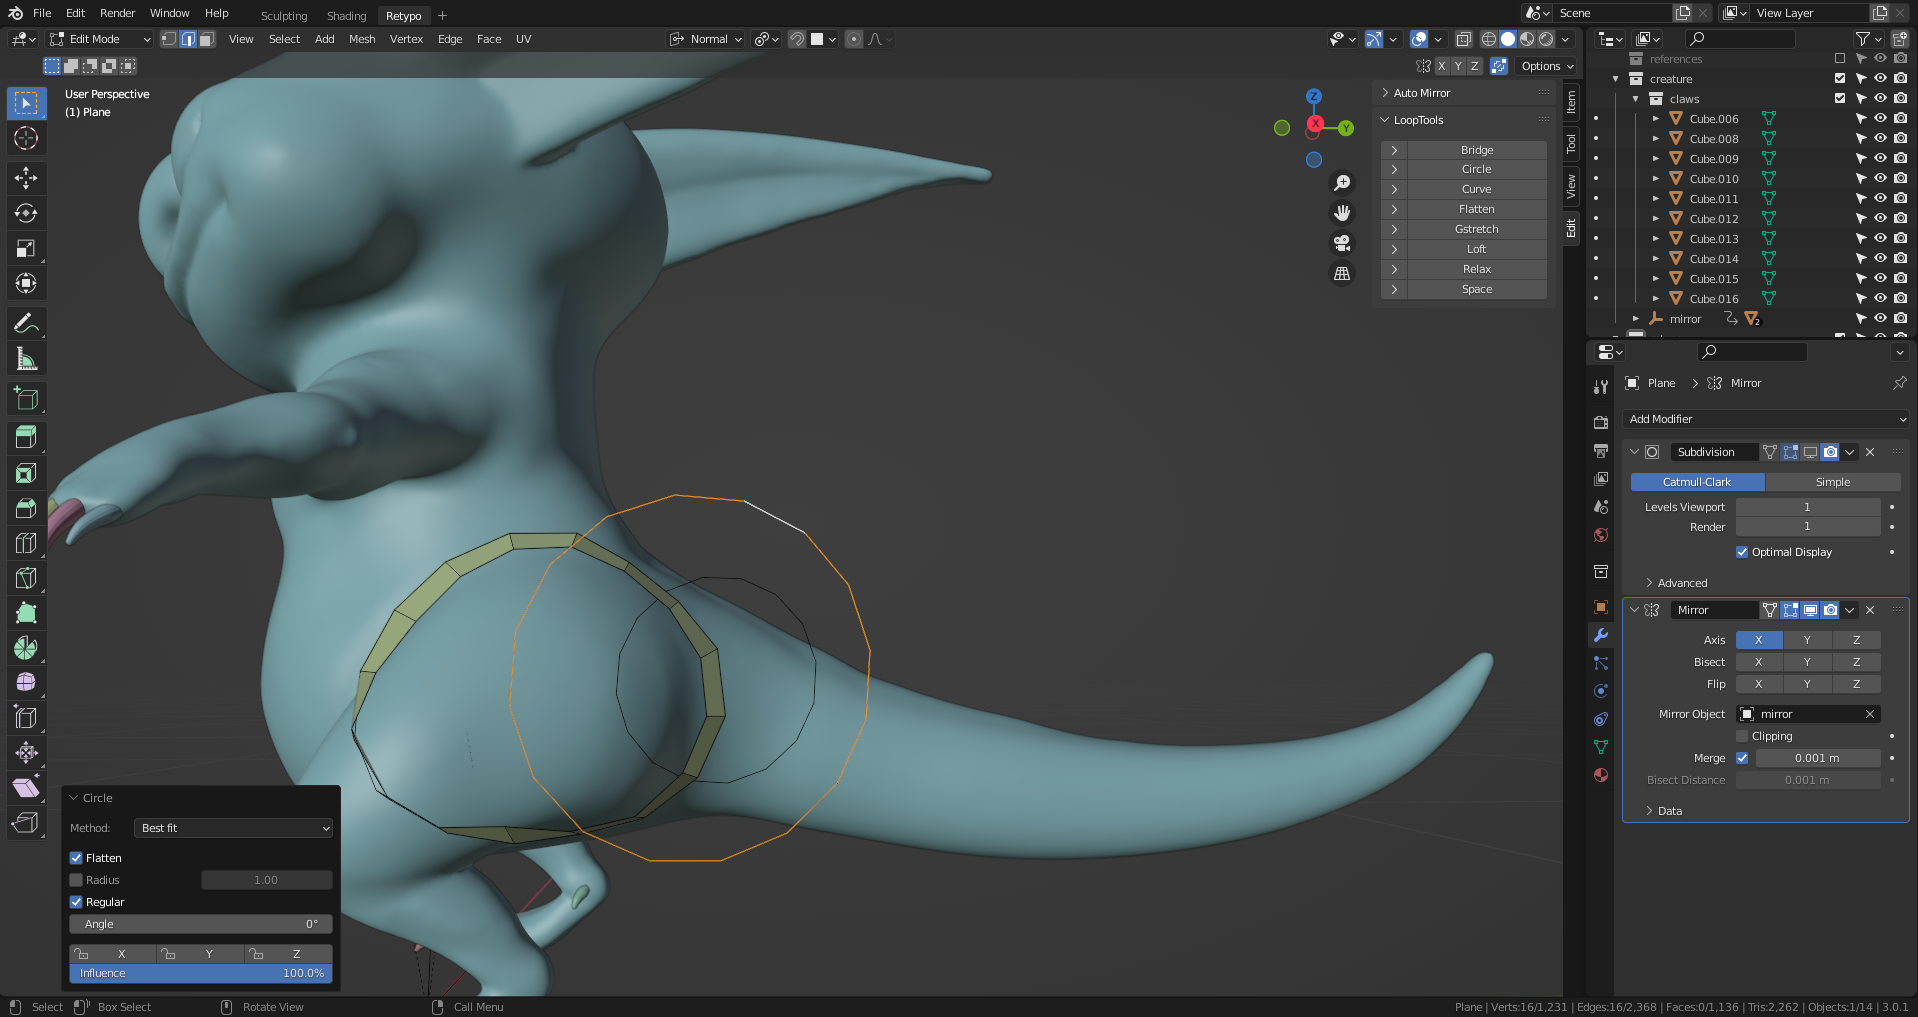 File Edit Render Window Help Sculpting Shading Retypo +
Scene View Layer
Edit Mode View Select Add Mesh Vertex Edge Face UV Normal
X Y Z Options
User Perspective
(1) Plane
Z
X
Y
Auto Mirror
LoopTools
Bridge
Circle
Curve
Flatten
Gstretch
Loft
Relax
Space
Item
Tool
View
Edit
references
creature
claws
Cube.006
Cube.008
Cube.009
Cube.010
Cube.011
Cube.012
Cube.013
Cube.014
Cube.015
Cube.016
mirror 2
Plane Mirror
Add Modifier
Subdivision
Catmull-Clark Simple
Levels Viewport 1
Render 1
Optimal Display
Advanced
Mirror
Axis X Y Z
Bisect X Y Z
Flip X Y Z
Mirror Object mirror
Clipping
Merge 0.001 m
Bisect Distance 0.001 m
Data
Circle
Method: Best fit
Flatten
Radius 1.00
Regular
Angle 0°
X Y Z
Influence 100.0%
Select Box Select Rotate View Call Menu
Plane | Verts:16/1,231 | Edges:16/2,368 | Faces:0/1,136 | Tris:2,262 | Objects:1/14 | 3.0.1